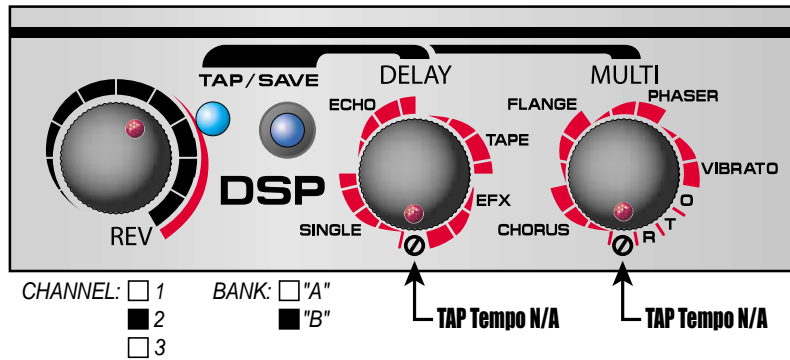 TAP/SAVE
DELAY
MULTI
ECHO
TAPE
FLANGE
PHASER
VIBRATO
DSP
EFX
SINGLE
CHORUS
R T O
REV
CHANNEL: 1
2
3
BANK: "A"
"B"
TAP Tempo N/A
TAP Tempo N/A